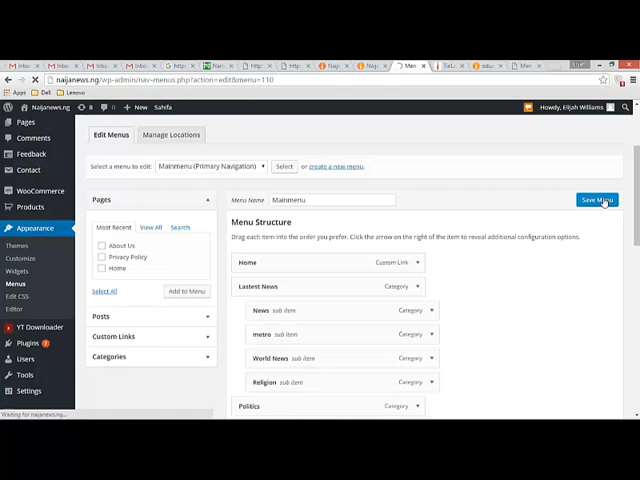 naijanews.ng/wp-admin/nav-menus.php?action=edit&menu=110
Apps Dell Lenovo
Naijanews.ng 8 0 New Sahifa Howdy, Elijah Williams
Pages
Comments
Feedback
Contact
WooCommerce
Products
Appearance
Themes
Customize
Widgets
Menus
Edit CSS
Editor
YT Downloader
Plugins 7
Users
Tools
Settings
Edit Menus Manage Locations
Select a menu to edit: Mainmenu (Primary Navigation) Select or create a new menu.
Pages
Most Recent View All Search
About Us
Privacy Policy
Home
Select All Add to Menu
Posts
Custom Links
Categories
Menu Name Mainmenu Save Menu
Menu Structure
Drag each item into the order you prefer. Click the arrow on the right of the item to reveal additional configuration options.
Home Custom Link
Lastest News Category
News sub item Category
metro sub item Category
World News sub item Category
Religion sub item Category
Politics Category
Waiting for naijanews.ng...